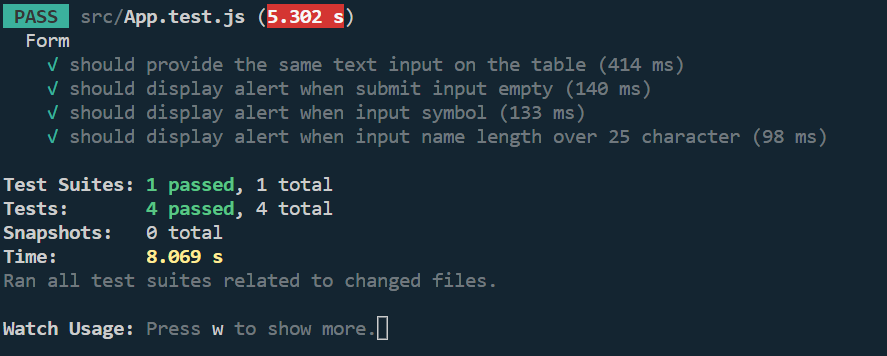 PASS src/App.test.js (5.302 s)
Form
√ should provide the same text input on the table (414 ms)
√ should display alert when submit input empty (140 ms)
√ should display alert when input symbol (133 ms)
√ should display alert when input name length over 25 character (98 ms)
Test Suites: 1 passed, 1 total
Tests: 4 passed, 4 total
Snapshots: 0 total
Time: 8.069 s
Ran all test suites related to changed files.
Watch Usage: Press w to show more.